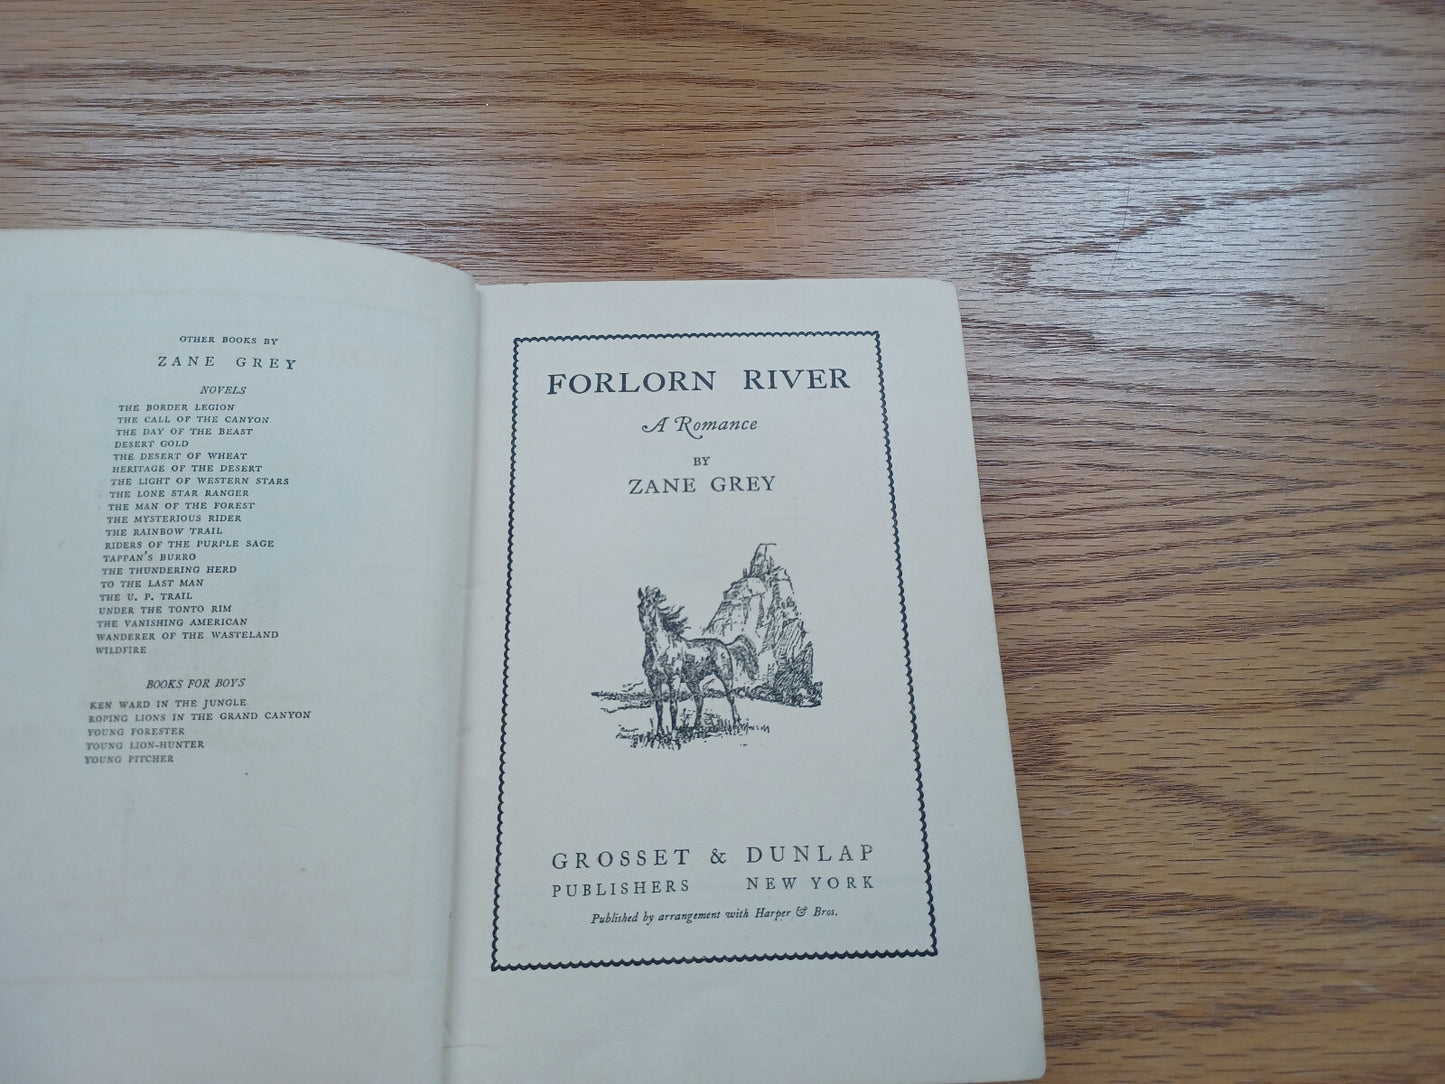 OTHER BOOKS BY
ZANE GREY
NOVELS
THE BORDER LEGION
THE CALL OF THE CANYON
THE DAY OF THE BEAST
DESERT GOLD
THE DESERT OF WHEAT
HERITAGE OF THE DESERT
THE LIGHT OF WESTERN STARS
THE LONE STAR RANGER
THE MAN OF THE FOREST
THE MYSTERIOUS RIDER
THE RAINBOW TRAIL
RIDERS OF THE PURPLE SAGE
TAPPAN'S BURRO
THE THUNDERING HERD
TO THE LAST MAN
THE U. P. TRAIL
UNDER THE TONTO RIM
THE VANISHING AMERICAN
WANDERER OF THE WASTELAND
WILDFIRE
BOOKS FOR BOYS
KEN WARD IN THE JUNGLE
ROPING LIONS IN THE GRAND CANYON
YOUNG FORESTER
YOUNG LION-HUNTER
YOUNG PITCHER
FORLORN RIVER
A Romance
BY
ZANE GREY
GROSSET & DUNLAP
PUBLISHERS NEW YORK
Published by arrangement with Harper & Bros.